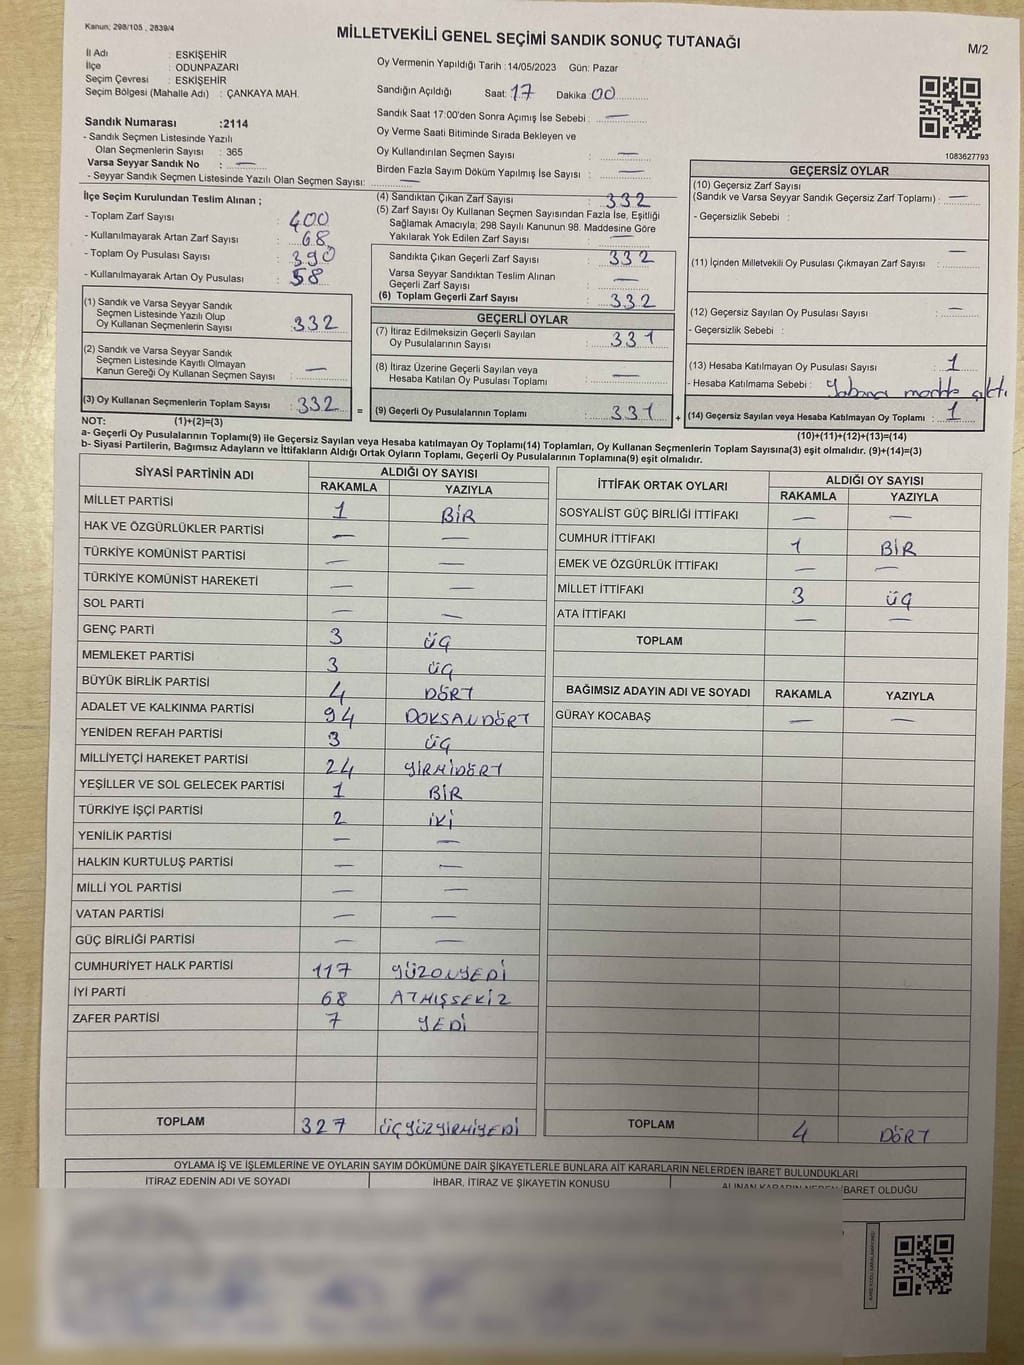 Kanun: 298/105 , 2839/4
MİLLETVEKİLİ GENEL SEÇİMİ SANDIK SONUÇ TUTANAĞI
M/2
İl Adı : ESKİŞEHİR
İlçe : ODUNPAZARI
Seçim Çevresi : ESKİŞEHİR
Seçim Bölgesi (Mahalle Adı) : ÇANKAYA MAH.
Sandık Numarası :2114
- Sandık Seçmen Listesinde Yazılı
Olan Seçmenlerin Sayısı : 365
Varsa Seyyar Sandık No : —
- Seyyar Sandık Seçmen Listesinde Yazılı Olan Seçmen Sayısı: —
Oy Vermenin Yapıldığı Tarih : 14/05/2023 Gün: Pazar
Sandığın Açıldığı Saat: 17 Dakika 00
Sandık Saat 17:00'den Sonra Açımış İse Sebebi : —
Oy Verme Saati Bitiminde Sırada Bekleyen ve
Oy Kullandırılan Seçmen Sayısı : —
Birden Fazla Sayım Döküm Yapılmış İse Sayısı : —
1083627793
İlçe Seçim Kurulundan Teslim Alınan ;
- Toplam Zarf Sayısı : 400
- Kullanılmayarak Artan Zarf Sayısı : 68
- Toplam Oy Pusulası Sayısı : 390
- Kullanılmayarak Artan Oy Pusulası : 58
(1) Sandık ve Varsa Seyyar Sandık
Seçmen Listesinde Yazılı Olup
Oy Kullanan Seçmenlerin Sayısı : 332
(2) Sandık ve Varsa Seyyar Sandık
Seçmen Listesinde Kayıtlı Olmayan
Kanun Gereği Oy Kullanan Seçmen Sayısı : —
(3) Oy Kullanan Seçmenlerin Toplam Sayısı : 332 =
(4) Sandıktan Çıkan Zarf Sayısı : 332
(5) Zarf Sayısı Oy Kullanan Seçmen Sayısından Fazla İse, Eşitliği
Sağlamak Amacıyla; 298 Sayılı Kanunun 98. Maddesine Göre
Yakılarak Yok Edilen Zarf Sayısı : —
Sandıkta Çıkan Geçerli Zarf Sayısı : 332
Varsa Seyyar Sandıktan Teslim Alınan
Geçerli Zarf Sayısı : —
(6) Toplam Geçerli Zarf Sayısı : 332
GEÇERLİ OYLAR
(7) İtiraz Edilmeksizin Geçerli Sayılan
Oy Pusulalarının Sayısı : 331
(8) İtiraz Üzerine Geçerli Sayılan veya
Hesaba Katılan Oy Pusulası Toplamı : —
(9) Geçerli Oy Pusulalarının Toplamı : 331 +
GEÇERSİZ OYLAR
(10) Geçersiz Zarf Sayısı
(Sandık ve Varsa Seyyar Sandık Geçersiz Zarf Toplamı) : —
- Geçersizlik Sebebi :
(11) İçinden Milletvekili Oy Pusulası Çıkmayan Zarf Sayısı : —
(12) Geçersiz Sayılan Oy Pusulası Sayısı : —
- Geçersizlik Sebebi :
(13) Hesaba Katılmayan Oy Pusulası Sayısı : 1
- Hesaba Katılmama Sebebi : Yabancı madde çıktı.
(14) Geçersiz Sayılan veya Hesaba Katılmayan Oy Toplamı : 1
NOT: (1)+(2)=(3)
(10)+(11)+(12)+(13)=(14)
a- Geçerli Oy Pusulalarının Toplamı(9) ile Geçersiz Sayılan veya Hesaba katılmayan Oy Toplamı(14) Toplamları, Oy Kullanan Seçmenlerin Toplam Sayısına(3) eşit olmalıdır. (9)+(14)=(3)
b- Siyasi Partilerin, Bağımsız Adayların ve İttifakların Aldığı Ortak Oyların Toplamı, Geçerli Oy Pusulalarının Toplamına(9) eşit olmalıdır.
SİYASİ PARTİNİN ADI ALDIĞI OY SAYISI
RAKAMLA YAZIYLA
MİLLET PARTİSİ 1 BİR
HAK VE ÖZGÜRLÜKLER PARTİSİ — —
TÜRKİYE KOMÜNİST PARTİSİ — —
TÜRKİYE KOMÜNİST HAREKETİ — —
SOL PARTİ — —
GENÇ PARTİ 3 ÜÇ
MEMLEKET PARTİSİ 3 ÜÇ
BÜYÜK BİRLİK PARTİSİ 4 DÖRT
ADALET VE KALKINMA PARTİSİ 94 DOKSANDÖRT
YENİDEN REFAH PARTİSİ 3 ÜÇ
MİLLİYETÇİ HAREKET PARTİSİ 24 YİRMİDÖRT
YEŞİLLER VE SOL GELECEK PARTİSİ 1 BİR
TÜRKİYE İŞÇİ PARTİSİ 2 İKİ
YENİLİK PARTİSİ — —
HALKIN KURTULUŞ PARTİSİ — —
MİLLİ YOL PARTİSİ — —
VATAN PARTİSİ — —
GÜÇ BİRLİĞİ PARTİSİ — —
CUMHURİYET HALK PARTİSİ 117 YÜZONYEDİ
İYİ PARTİ 68 ATMIŞSEKİZ
ZAFER PARTİSİ 7 YEDİ
TOPLAM 327 ÜÇYÜZYİRMİYEDİ
İTTİFAK ORTAK OYLARI ALDIĞI OY SAYISI
RAKAMLA YAZIYLA
SOSYALİST GÜÇ BİRLİĞİ İTTİFAKI — —
CUMHUR İTTİFAKI 1 BİR
EMEK VE ÖZGÜRLÜK İTTİFAKI — —
MİLLET İTTİFAKI 3 ÜÇ
ATA İTTİFAKI — —
TOPLAM
BAĞIMSIZ ADAYIN ADI VE SOYADI RAKAMLA YAZIYLA
GÜRAY KOCABAŞ — —
TOPLAM 4 DÖRT
OYLAMA İŞ VE İŞLEMLERİNE VE OYLARIN SAYIM DÖKÜMÜNE DAİR ŞİKAYETLERLE BUNLARA AİT KARARLARIN NELERDEN İBARET BULUNDUKLARI
İTİRAZ EDENİN ADI VE SOYADI İHBAR, İTİRAZ VE ŞİKAYETİN KONUSU ALINAN KARARIN NEDEN İBARET OLDUĞU